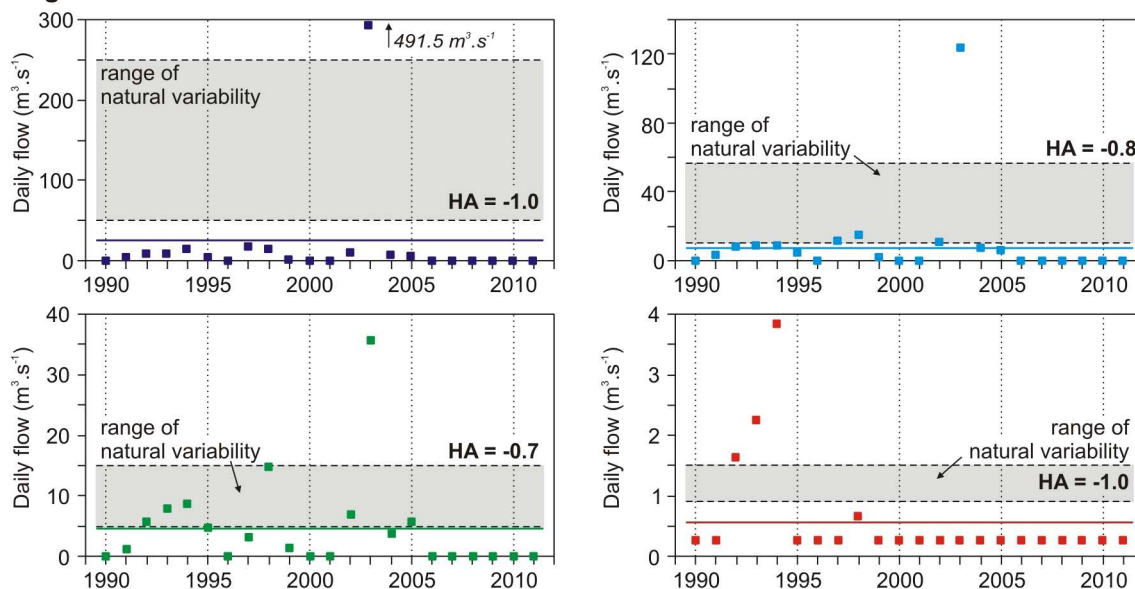 300
200
100
0
Daily flow (m³.s⁻¹)
491.5 m³.s⁻¹
range of
natural variability
HA = -1.0
1990
1995
2000
2005
2010
120
80
40
0
Daily flow (m³.s⁻¹)
range of
natural variability
HA = -0.8
1990
1995
2000
2005
2010
40
30
20
10
0
Daily flow (m³.s⁻¹)
range of
natural variability
HA = -0.7
1990
1995
2000
2005
2010
4
3
2
1
0
Daily flow (m³.s⁻¹)
range of
natural variability
HA = -1.0
1990
1995
2000
2005
2010